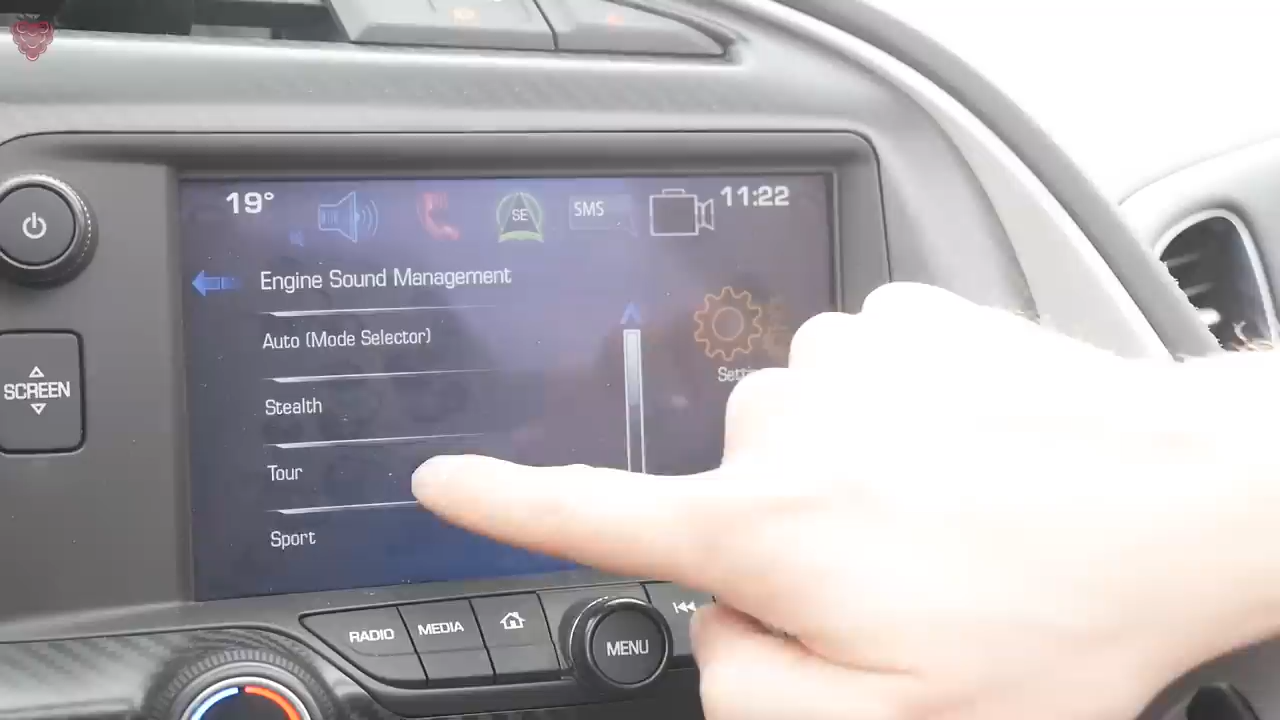 19°
SE
SMS
11:22
Engine Sound Management
Auto (Mode Selector)
Stealth
Tour
Sport
SCREEN
RADIO
MEDIA
MENU